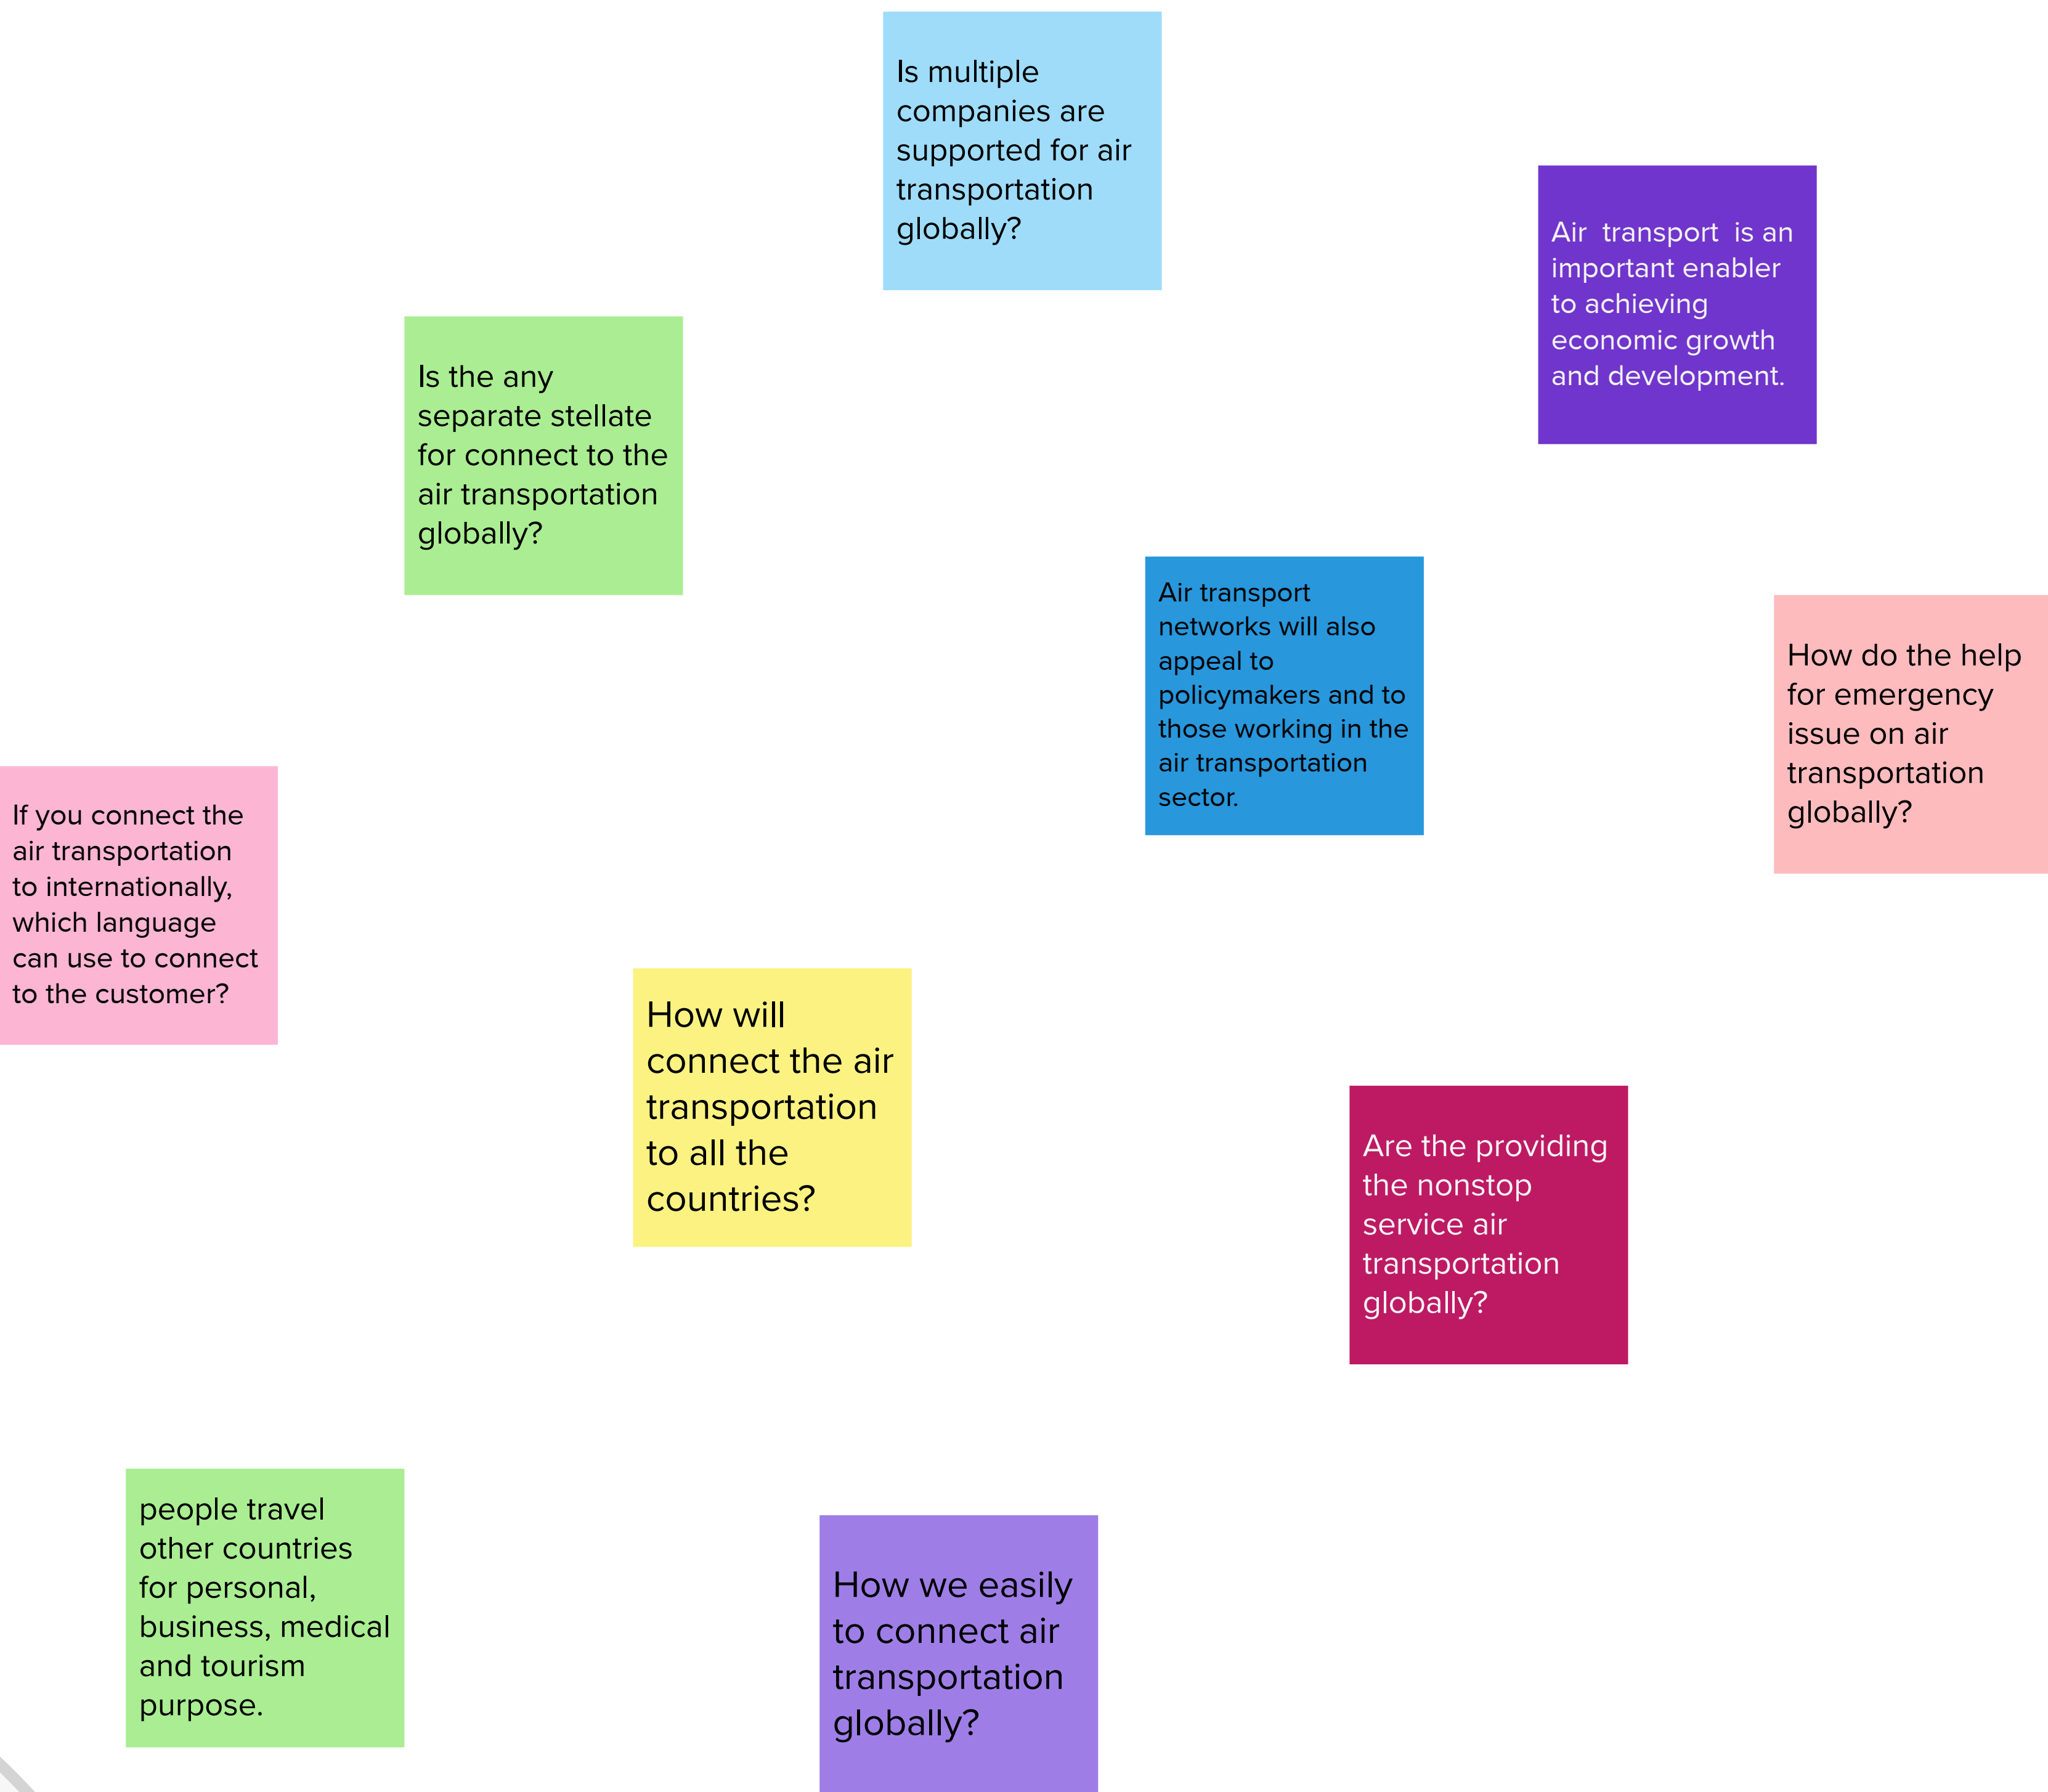 Is multiple
companies are
supported for air
transportation
globally?
Air  transport  is an
important enabler
to achieving
economic growth
and development.
Is the any
separate stellate
for connect to the
air transportation
globally?
Air transport
networks will also
appeal to
policymakers and to
those working in the
air transportation
sector.
How do the help
for emergency
issue on air
transportation
globally?
If you connect the
air transportation
to internationally,
which language
can use to connect
to the customer?
How will
connect the air
transportation
to all the
countries?
Are the providing
the nonstop
service air
transportation
globally?
people travel
other countries
for personal,
business, medical
and tourism
purpose.
How we easily
to connect air
transportation
globally?